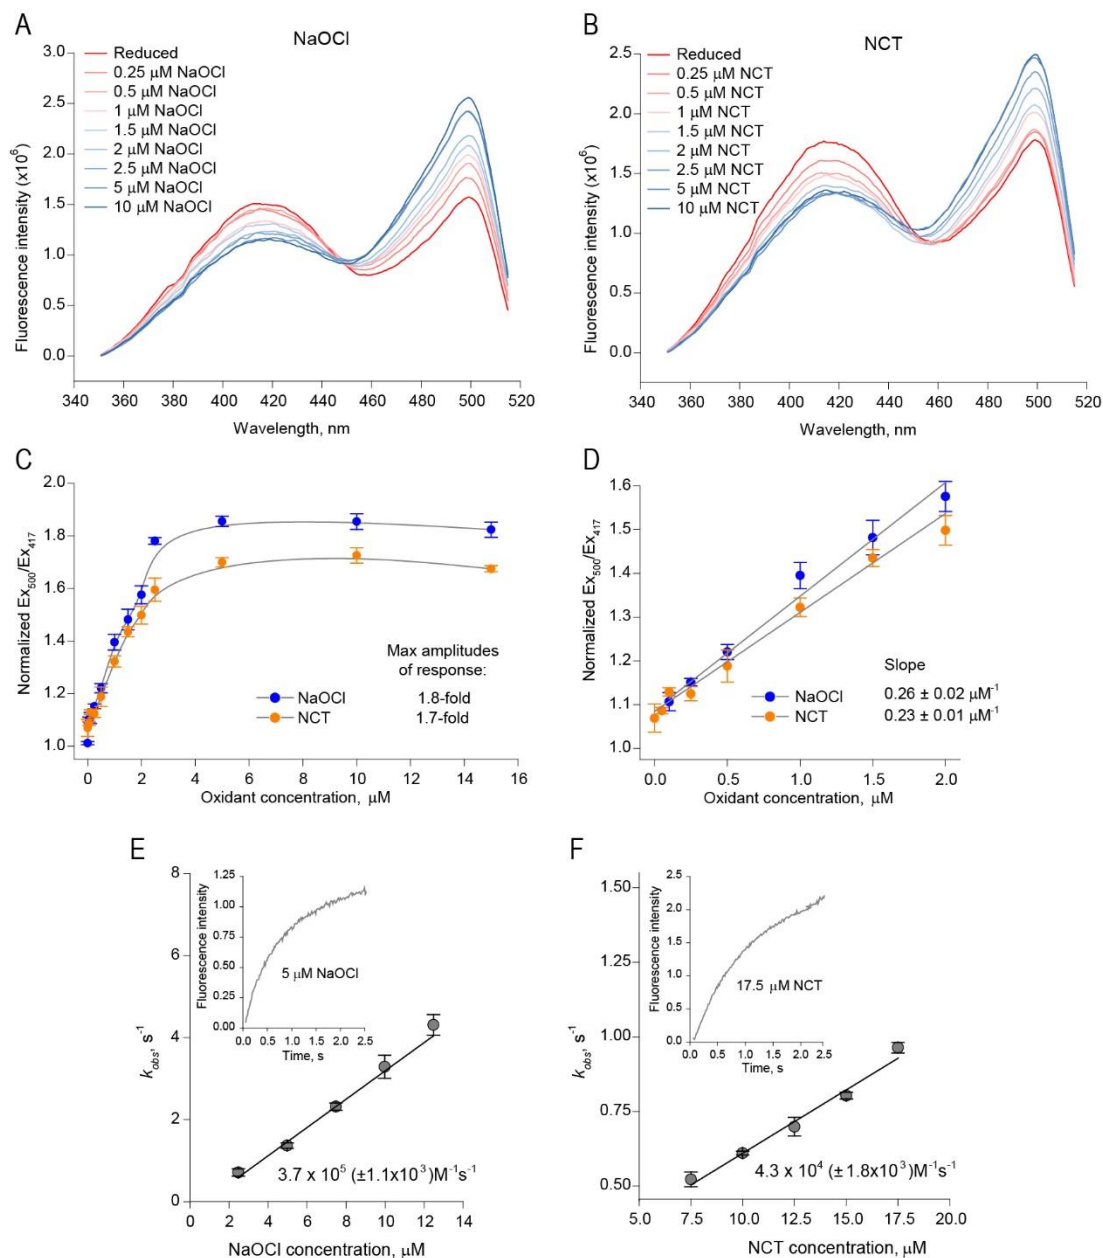 A
NaOCl
Fluorescence intensity (x10⁶)
3.0
2.5
2.0
1.5
1.0
0.5
0.0
Reduced
0.25 μM NaOCl
0.5 μM NaOCl
1 μM NaOCl
1.5 μM NaOCl
2 μM NaOCl
2.5 μM NaOCl
5 μM NaOCl
10 μM NaOCl
340 360 380 400 420 440 460 480 500 520
Wavelength, nm
B
NCT
Fluorescence intensity (x10⁶)
2.5
2.0
1.5
1.0
0.5
0.0
Reduced
0.25 μM NCT
0.5 μM NCT
1 μM NCT
1.5 μM NCT
2 μM NCT
2.5 μM NCT
5 μM NCT
10 μM NCT
340 360 380 400 420 440 460 480 500 520
Wavelength, nm
C
Normalized Ex₅₀₀/Ex₄₁₇
2.0
1.8
1.6
1.4
1.2
1.0
Max amplitudes
of response:
NaOCl 1.8-fold
NCT 1.7-fold
0 2 4 6 8 10 12 14 16
Oxidant concentration, μM
D
Normalized Ex₅₀₀/Ex₄₁₇
1.6
1.5
1.4
1.3
1.2
1.1
1.0
Slope
NaOCl 0.26 ± 0.02 μM⁻¹
NCT 0.23 ± 0.01 μM⁻¹
0.0 0.5 1.0 1.5 2.0
Oxidant concentration, μM
E
k_obs, s⁻¹
8
6
4
2
0
Fluorescence intensity
1.25
1.00
0.75
0.50
0.25
0.00
5 μM NaOCl
0 0.5 1.0 1.5 2.0 2.5
Time, s
3.7 x 10⁵ (±1.1x10³)M⁻¹s⁻¹
0 2 4 6 8 10 12 14
NaOCl concentration, μM
F
1.50
1.25
1.00
0.75
0.50
Fluorescence intensity
2.5
2.0
1.5
1.0
0.5
0
17.5 μM NCT
0 0.5 1.0 1.5 2.0 2.5
Time, s
4.3 x 10⁴ (±1.8x10³)M⁻¹s⁻¹
5.0 7.5 10.0 12.5 15.0 17.5 20.0
NCT concentration, μM